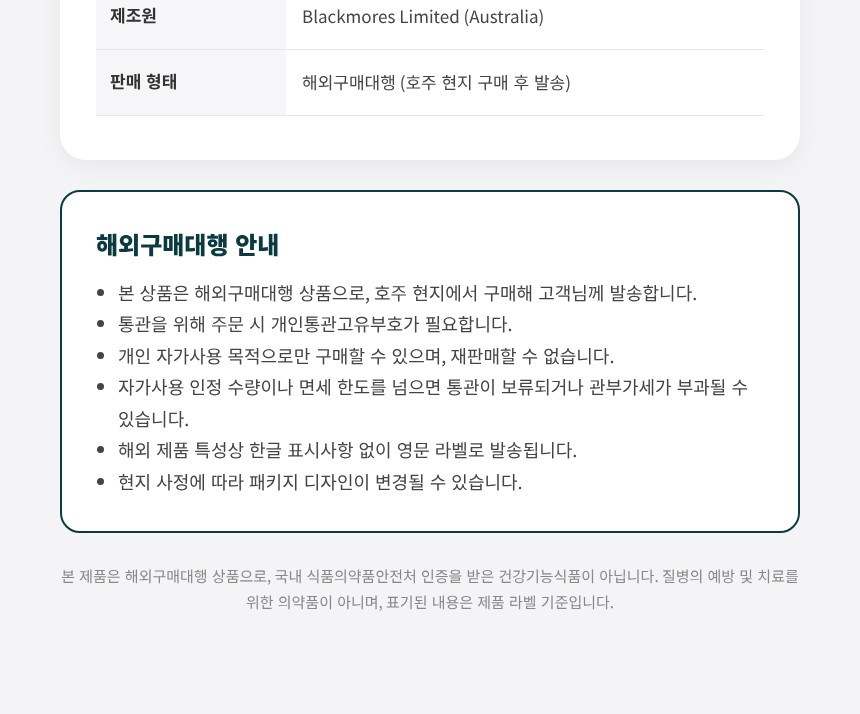 제조원 Blackmores Limited (Australia)
판매 형태 해외구매대행 (호주 현지 구매 후 발송)
해외구매대행 안내
• 본 상품은 해외구매대행 상품으로, 호주 현지에서 구매해 고객님께 발송합니다.
• 통관을 위해 주문 시 개인통관고유부호가 필요합니다.
• 개인 자가사용 목적으로만 구매할 수 있으며, 재판매할 수 없습니다.
• 자가사용 인정 수량이나 면세 한도를 넘으면 통관이 보류되거나 관부가세가 부과될 수
있습니다.
• 해외 제품 특성상 한글 표시사항 없이 영문 라벨로 발송됩니다.
• 현지 사정에 따라 패키지 디자인이 변경될 수 있습니다.
본 제품은 해외구매대행 상품으로, 국내 식품의약품안전처 인증을 받은 건강기능식품이 아닙니다. 질병의 예방 및 치료를
위한 의약품이 아니며, 표기된 내용은 제품 라벨 기준입니다.